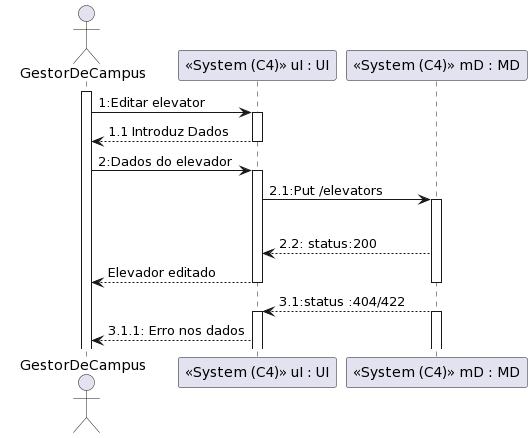 GestorDeCampus
«System (C4)» uI : UI
«System (C4)» mD : MD
1:Editar elevator
1.1 Introduz Dados
2:Dados do elevador
2.1:Put /elevators
2.2: status:200
Elevador editado
3.1:status :404/422
3.1.1: Erro nos dados
GestorDeCampus
«System (C4)» uI : UI
«System (C4)» mD : MD